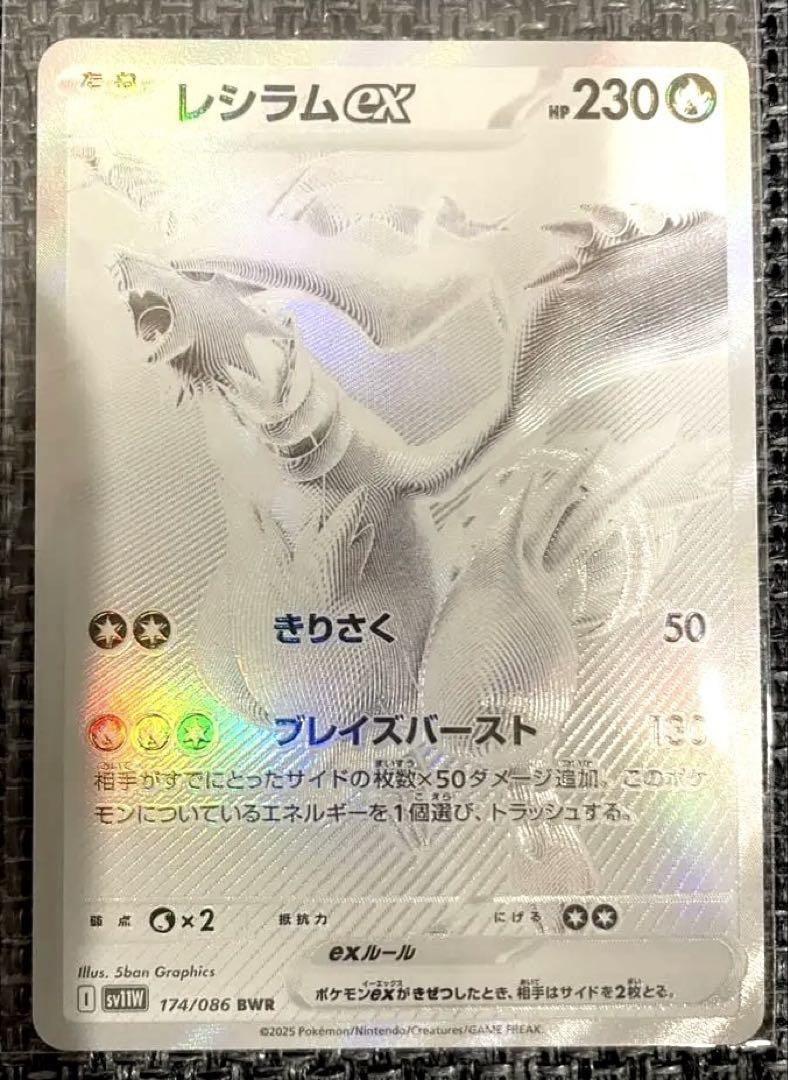 たね レシラムex HP230
きりさく 50
ブレイズバースト 130
相手がすでにとったサイドの枚数×50ダメージ追加。このポケ
モンについているエネルギーを1個選び、トラッシュする。
弱点 ×2 抵抗力 にげる
exルール
ポケモンexがきぜつしたとき、相手はサイドを2枚とる。
Illus. 5ban Graphics
I sv11W 174/086 BWR
©2025 Pokémon/Nintendo/Creatures/GAME FREAK.